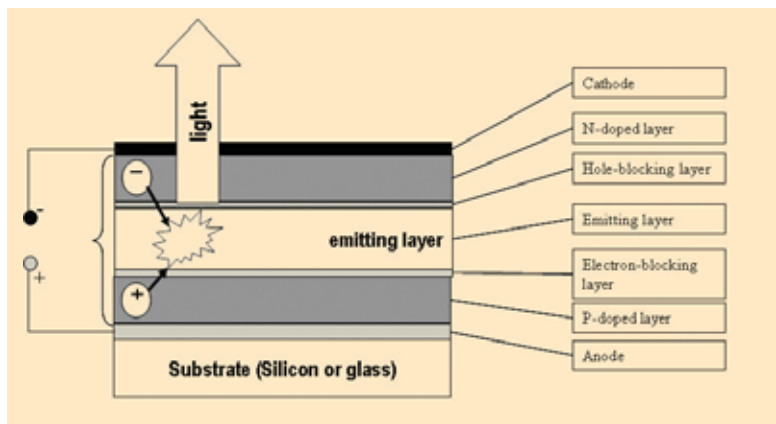 light
Cathode
N-doped layer
Hole-blocking layer
−
-
Emitting layer
emitting layer
Electron-blocking
layer
+
+
P-doped layer
Anode
Substrate (Silicon or glass)